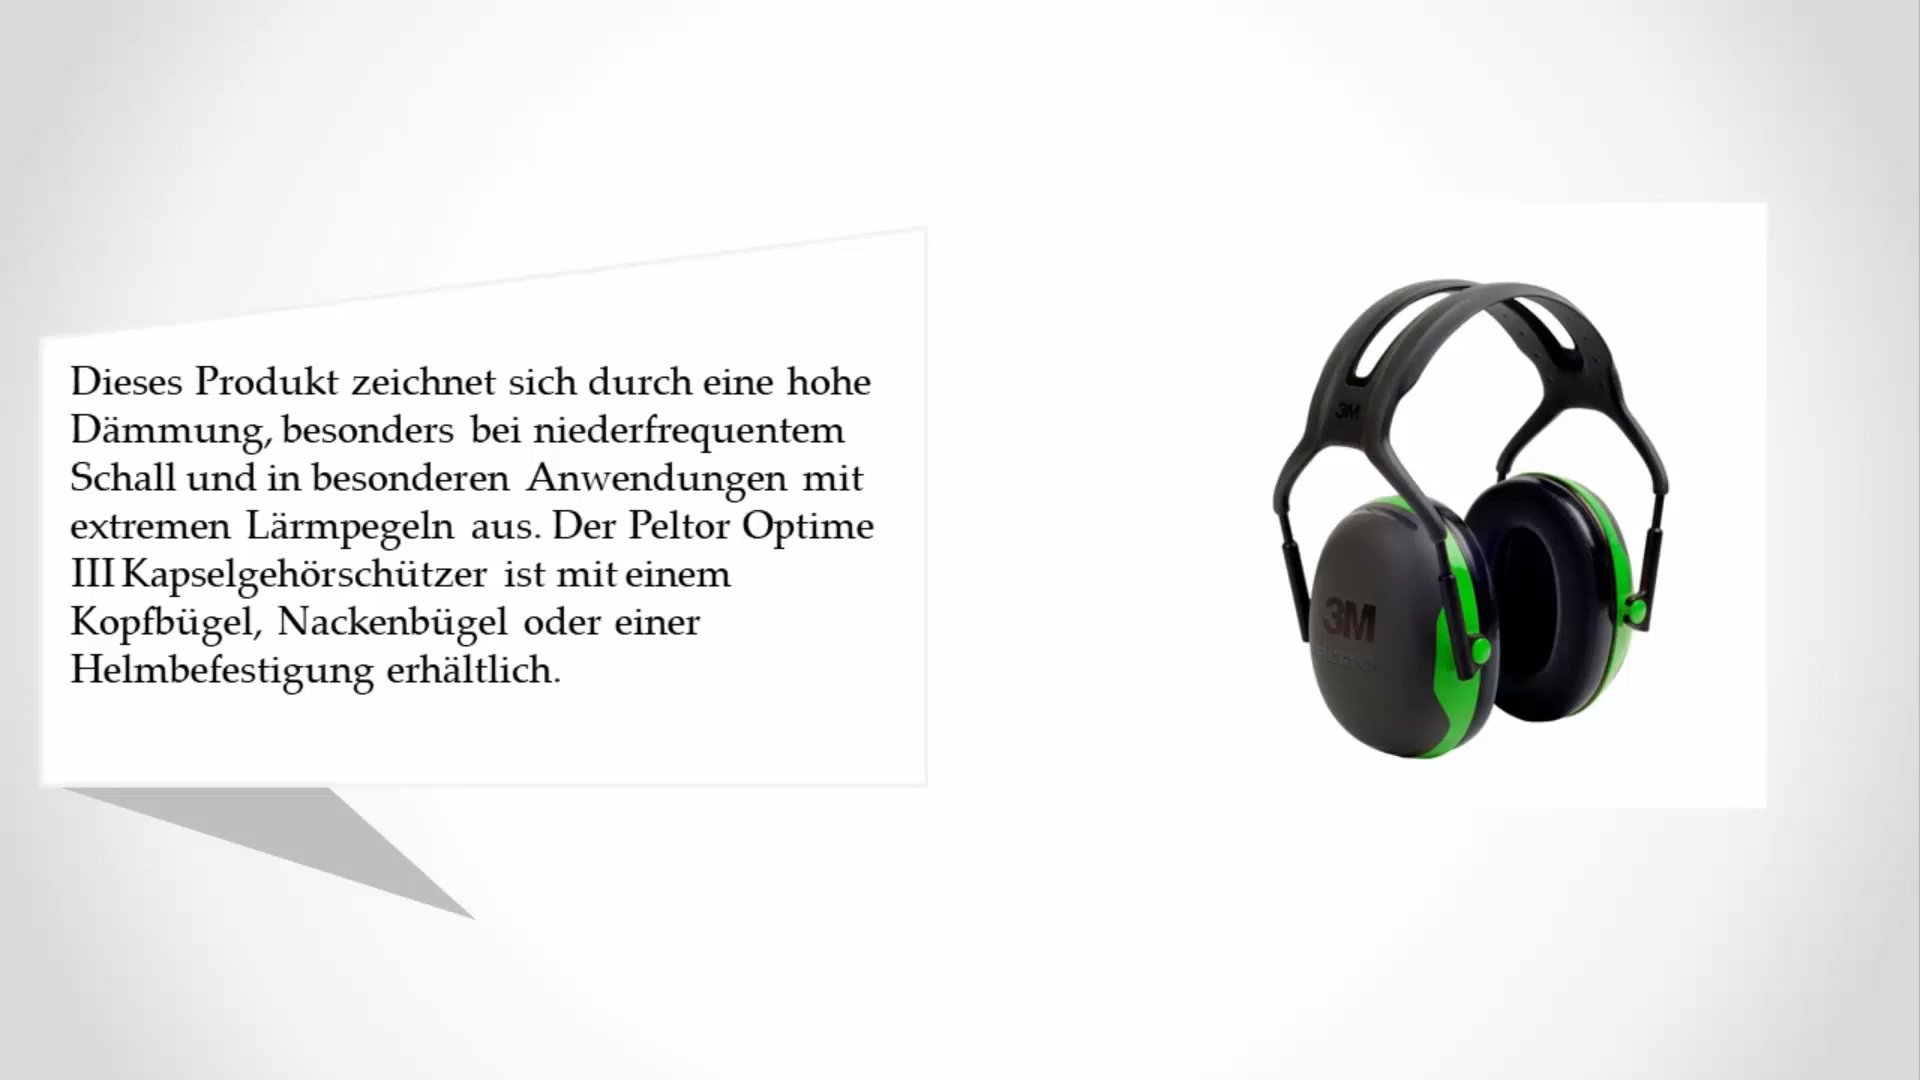 Dieses Produkt zeichnet sich durch eine hohe
Dämmung, besonders bei niederfrequentem
Schall und in besonderen Anwendungen mit
extremen Lärmpegeln aus. Der Peltor Optime
III Kapselgehörschützer ist mit einem
Kopfbügel, Nackenbügel oder einer
Helmbefestigung erhältlich.
3M
3M